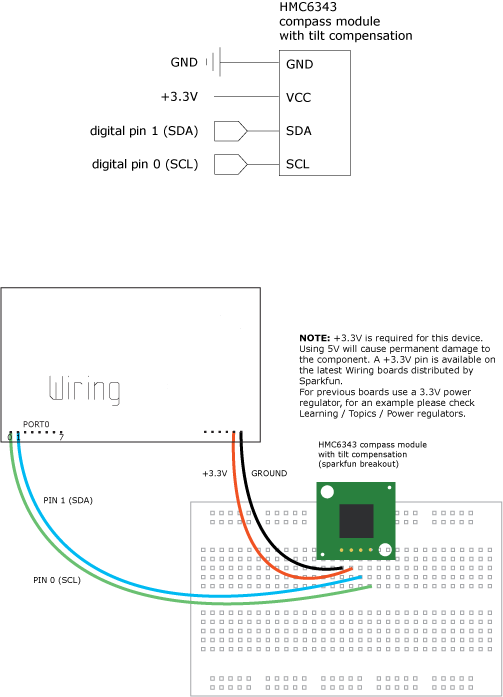 HMC6343
compass module
with tilt compensation
GND
GND
+3.3V
VCC
digital pin 1 (SDA)
SDA
digital pin 0 (SCL)
SCL
NOTE: +3.3V is required for this device.
Using 5V will cause permanent damage to
the component. A +3.3V pin is available on
the latest Wiring boards distributed by
Sparkfun.
For previous boards use a 3.3V power
regulator, for an example please check
Learning / Topics / Power regulators.
Wiring
PORT0
0 1 7
HMC6343 compass module
with tilt compensation
(sparkfun breakout)
+3.3V
GROUND
PIN 1 (SDA)
PIN 0 (SCL)